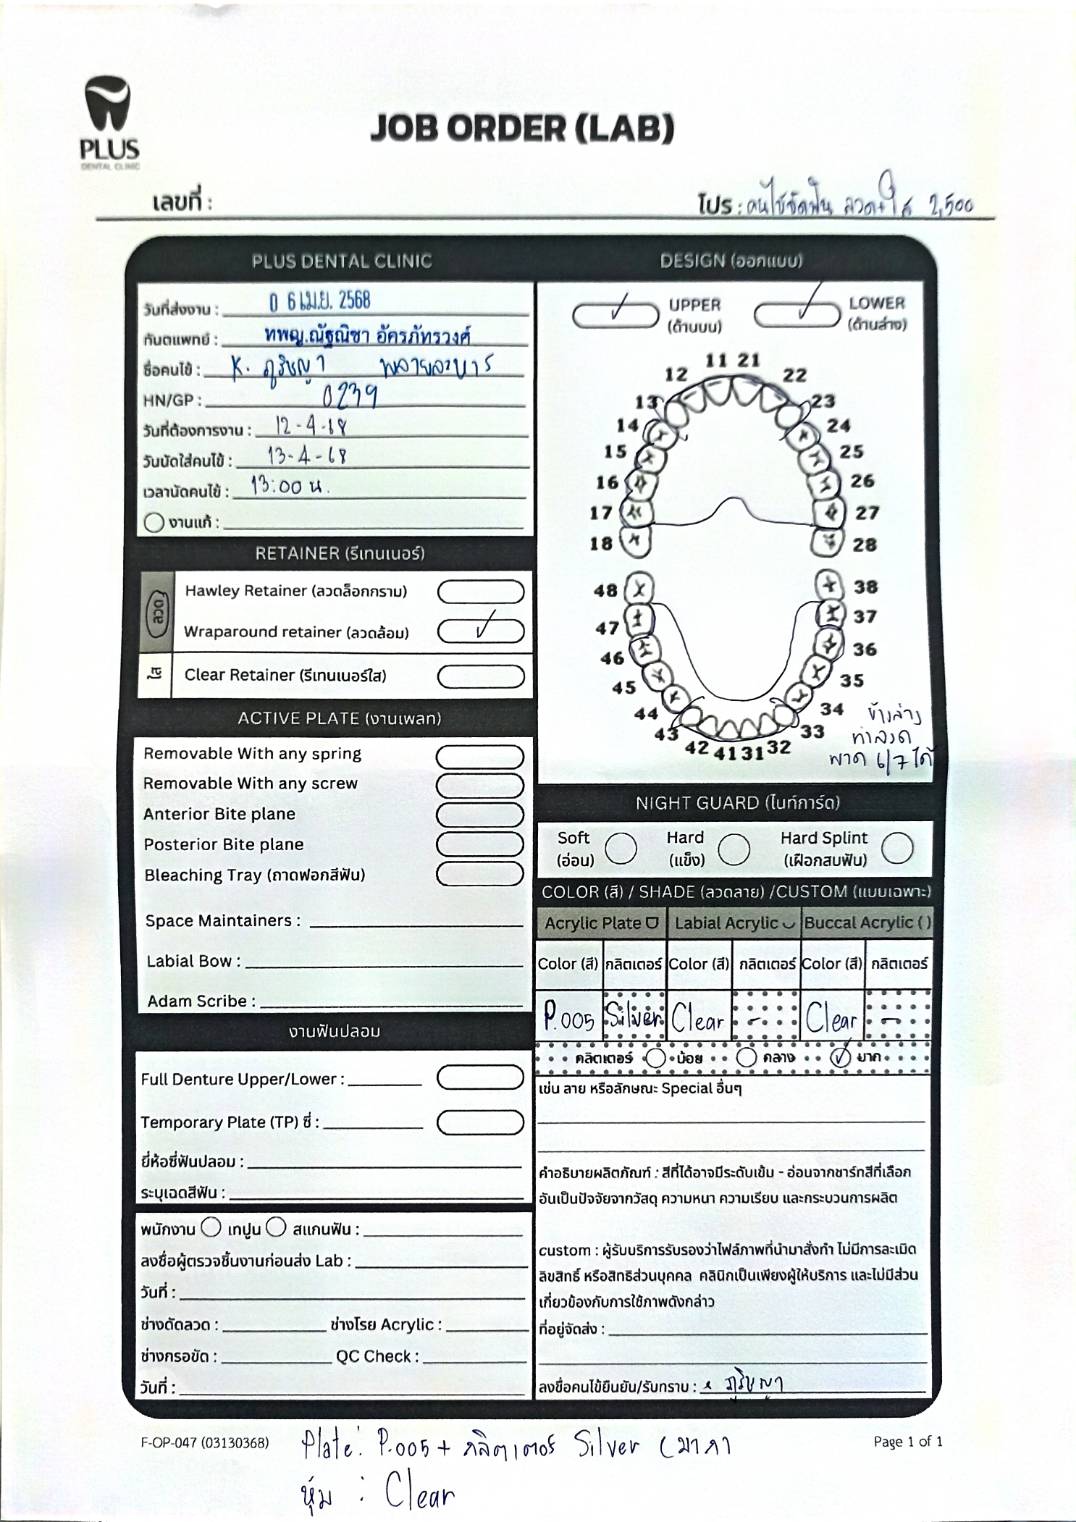 PLUS
DENTAL CLINIC
JOB ORDER (LAB)
เลขที่ :
โปร : คนไข้จัดฟัน ลวด+ใส 2,500
PLUS DENTAL CLINIC
วันที่ส่งงาน : 0 6 เม.ย. 2568
ทันตแพทย์ : ทพญ.ณัฐณิชา อัครภัทรวงศ์
ชื่อคนไข้ : K. ภูริชญา
HN/GP : 0239
วันที่ต้องการงาน : 12-4-68
วันนัดใส่คนไข้ : 13-4-68
เวลานัดคนไข้ : 13:00 น.
งานแก้ :
RETAINER (รีเทนเนอร์)
ลวด
Hawley Retainer (ลวดล็อกกราม)
Wraparound retainer (ลวดล้อม)
ใส
Clear Retainer (รีเทนเนอร์ใส)
ACTIVE PLATE (งานเพลท)
Removable With any spring
Removable With any screw
Anterior Bite plane
Posterior Bite plane
Bleaching Tray (ถาดฟอกสีฟัน)
Space Maintainers :
Labial Bow :
Adam Scribe :
งานฟันปลอม
Full Denture Upper/Lower :
Temporary Plate (TP) ซี่ :
ยี่ห้อซี่ฟันปลอม :
ระบุเฉดสีฟัน :
พนักงาน เทปูน สแกนฟัน :
ลงชื่อผู้ตรวจชิ้นงานก่อนส่ง Lab :
วันที่ :
ช่างดัดลวด : ช่างโรย Acrylic :
ช่างกรอขัด : QC Check :
วันที่ :
DESIGN (ออกแบบ)
UPPER (ด้านบน)
LOWER (ด้านล่าง)
11 21
12 22
13 23
14 24
15 25
16 26
17 27
18 28
48 38
47 37
46 36
45 35
44 34
43 33
42 41 31 32
ข้างล่าง
ทำลวด
พาด 6/7 ได้
NIGHT GUARD (ไนท์การ์ด)
Soft (อ่อน) Hard (แข็ง) Hard Splint (เฝือกสบฟัน)
COLOR (สี) / SHADE (ลวดลาย) /CUSTOM (แบบเฉพาะ)
Acrylic Plate Labial Acrylic Buccal Acrylic ( )
Color (สี) กลิตเตอร์ Color (สี) กลิตเตอร์ Color (สี) กลิตเตอร์
P.005 Silver Clear - Clear -
กลิตเตอร์ น้อย กลาง มาก
เช่น ลาย หรือลักษณะ Special อื่นๆ
คำอธิบายผลิตภัณฑ์ : สีที่ได้อาจมีระดับเข้ม - อ่อนจากชาร์ทสีที่เลือก
อันเป็นปัจจัยจากวัสดุ ความหนา ความเรียบ และกระบวนการผลิต
custom : ผู้รับบริการรับรองว่าไฟล์ภาพที่นำมาสั่งทำ ไม่มีการละเมิด
ลิขสิทธิ์ หรือสิทธิส่วนบุคคล คลินิกเป็นเพียงผู้ให้บริการ และไม่มีส่วน
เกี่ยวข้องกับการใช้ภาพดังกล่าว
ที่อยู่จัดส่ง :
ลงชื่อคนไข้ยืนยัน/รับทราบ : x ภูริชญา
F-OP-047 (03130368)
Page 1 of 1
Plate : P.005 + กลิตเตอร์ Silver (มาก)
หุ้ม : Clear